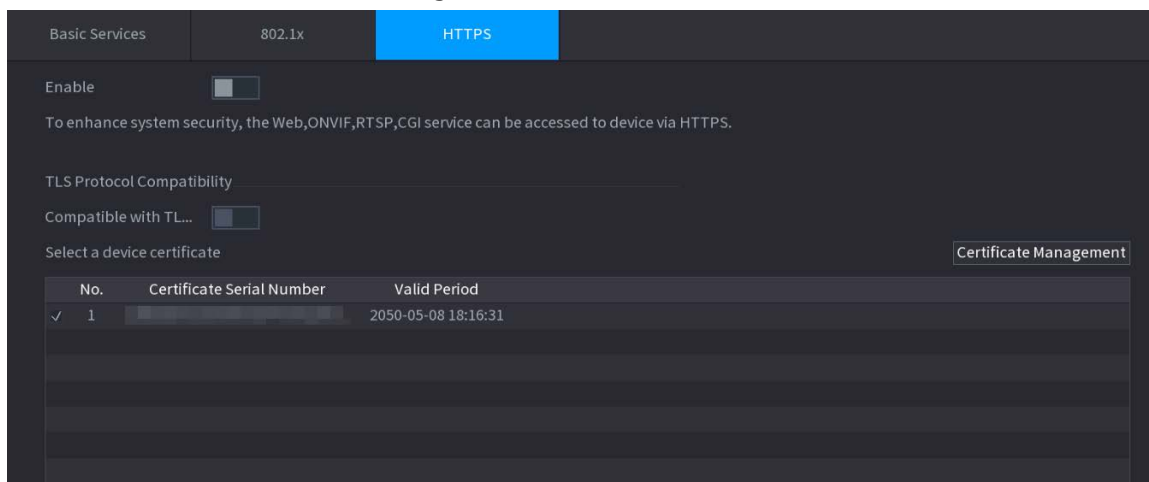 Basic Services 802.1x HTTPS
Enable
To enhance system security, the Web,ONVIF,RTSP,CGI service can be accessed to device via HTTPS.
TLS Protocol Compatibility
Compatible with TL...
Select a device certificate Certificate Management
No. Certificate Serial Number Valid Period
1 2050-05-08 18:16:31